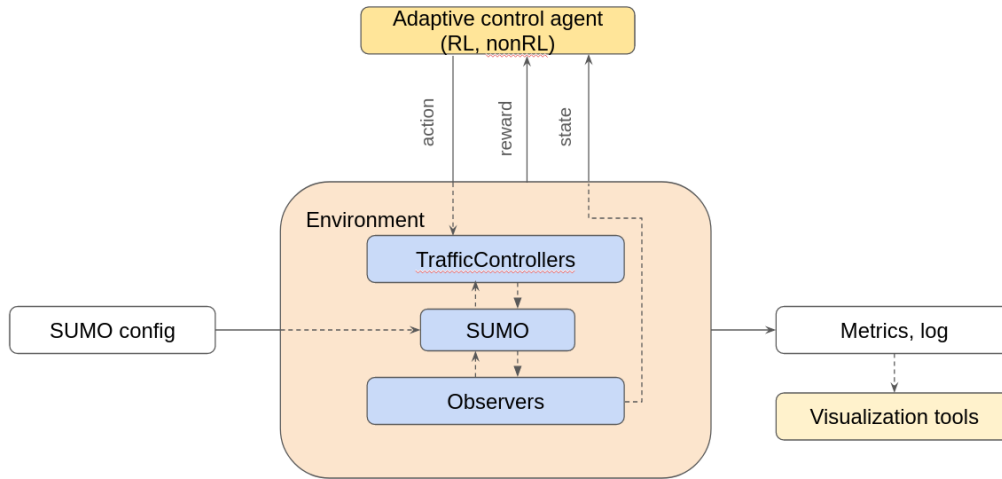 Adaptive control agent
(RL, nonRL)
action
reward
state
Environment
TrafficControllers
SUMO config
SUMO
Metrics, log
Observers
Visualization tools